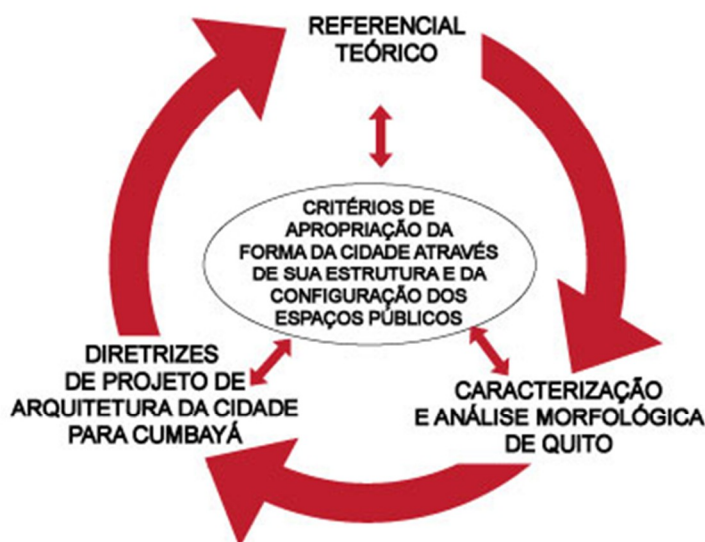 REFERENCIAL
TEÓRICO
CRITÉRIOS DE
APROPRIAÇÃO DA
FORMA DA CIDADE ATRAVÉS
DE SUA ESTRUTURA E DA
CONFIGURAÇÃO DOS
ESPAÇOS PÚBLICOS
DIRETRIZES
DE PROJETO DE
ARQUITETURA DA CIDADE
PARA CUMBAYÁ
CARACTERIZAÇÃO
E ANÁLISE MORFOLÓGICA
DE QUITO